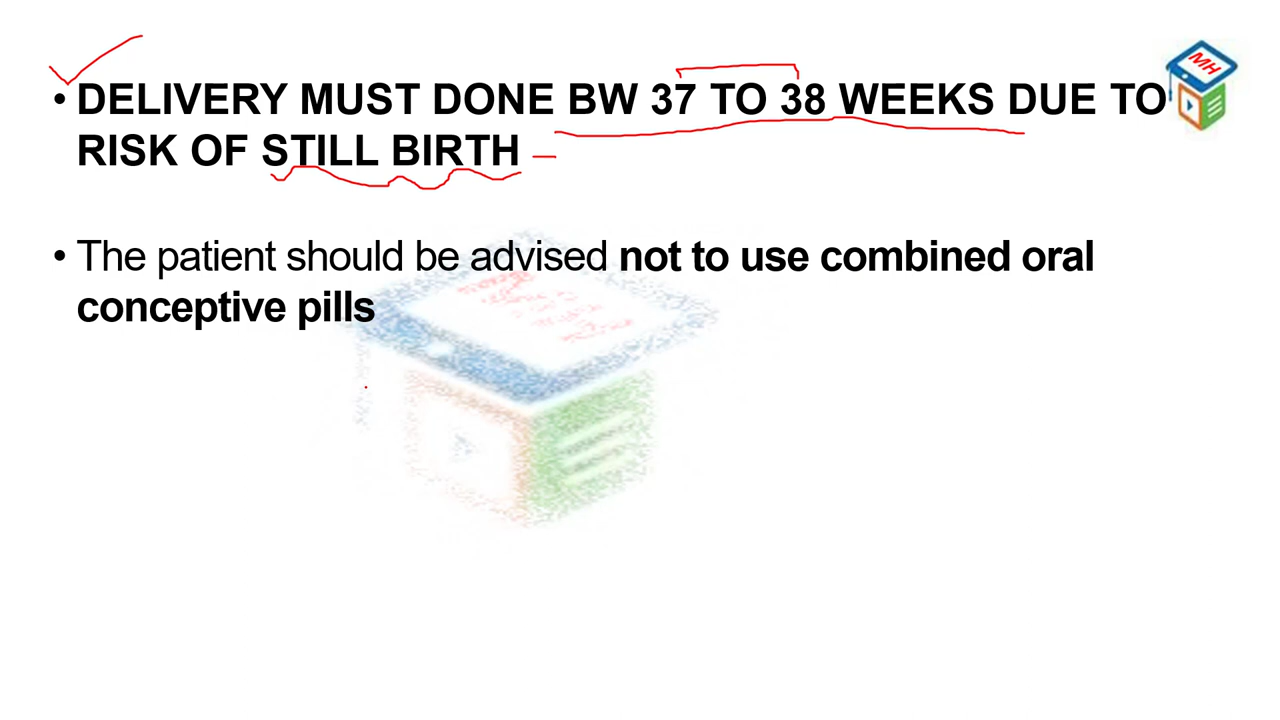 MH
• DELIVERY MUST DONE BW 37 TO 38 WEEKS DUE TO
RISK OF STILL BIRTH
• The patient should be advised not to use combined oral
conceptive pills